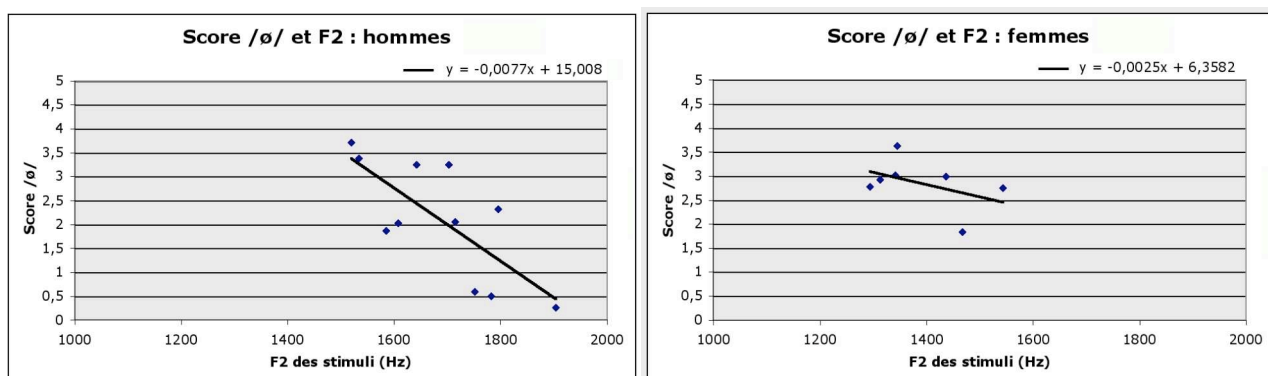 Score /ø/ et F2 : hommes
y = -0,0077x + 15,008
Score /ø/
5
4,5
4
3,5
3
2,5
2
1,5
1
0,5
0
1000 1200 1400 1600 1800 2000
F2 des stimuli (Hz)
Score /ø/ et F2 : femmes
y = -0,0025x + 6,3582
Score /ø/
5
4,5
4
3,5
3
2,5
2
1,5
1
0,5
0
1000 1200 1400 1600 1800 2000
F2 des stimuli (Hz)